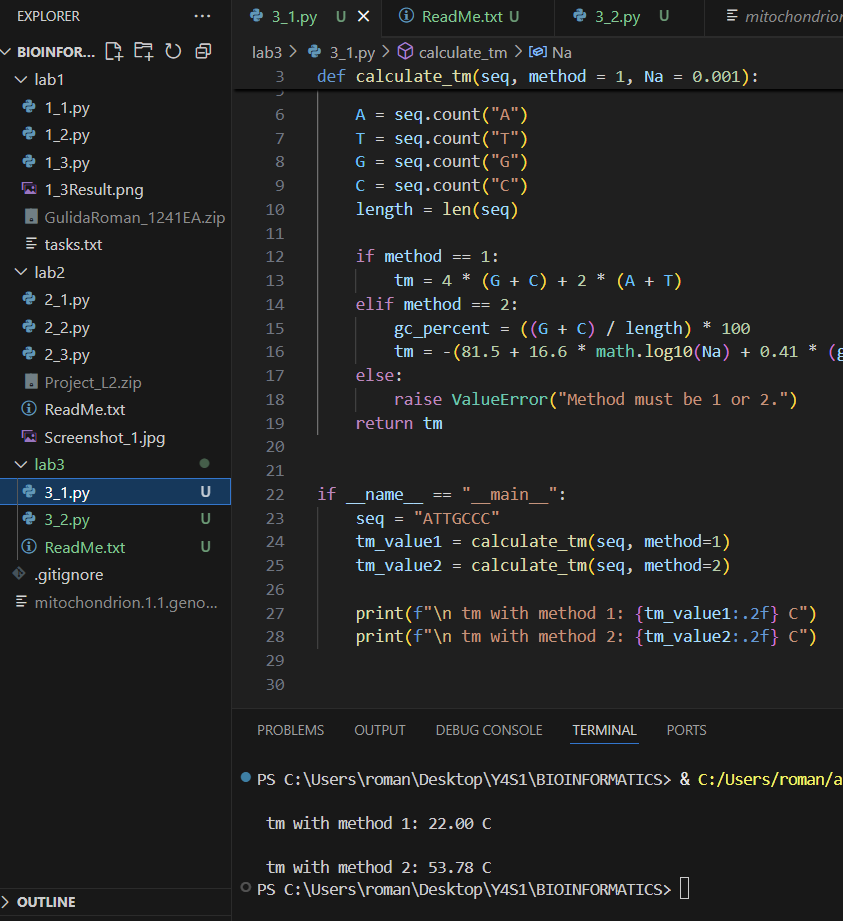 EXPLORER ...
BIOINFOR...
lab1
1_1.py
1_2.py
1_3.py
1_3Result.png
GulidaRoman_1241EA.zip
tasks.txt
lab2
2_1.py
2_2.py
2_3.py
Project_L2.zip
ReadMe.txt
Screenshot_1.jpg
lab3
3_1.py U
3_2.py U
ReadMe.txt U
.gitignore
mitochondrion.1.1.geno...
OUTLINE
3_1.py U ReadMe.txt U 3_2.py U mitochondrion
lab3 > 3_1.py > calculate_tm > Na
3 def calculate_tm(seq, method = 1, Na = 0.001):
6 A = seq.count("A")
7 T = seq.count("T")
8 G = seq.count("G")
9 C = seq.count("C")
10 length = len(seq)
11
12 if method == 1:
13 tm = 4 * (G + C) + 2 * (A + T)
14 elif method == 2:
15 gc_percent = ((G + C) / length) * 100
16 tm = -(81.5 + 16.6 * math.log10(Na) + 0.41 * (g
17 else:
18 raise ValueError("Method must be 1 or 2.")
19 return tm
20
21
22 if __name__ == "__main__":
23 seq = "ATTGCCC"
24 tm_value1 = calculate_tm(seq, method=1)
25 tm_value2 = calculate_tm(seq, method=2)
26
27 print(f"\n tm with method 1: {tm_value1:.2f} C")
28 print(f"\n tm with method 2: {tm_value2:.2f} C")
29
30
PROBLEMS OUTPUT DEBUG CONSOLE TERMINAL PORTS
PS C:\Users\roman\Desktop\Y4S1\BIOINFORMATICS> & C:/Users/roman/a
tm with method 1: 22.00 C
tm with method 2: 53.78 C
PS C:\Users\roman\Desktop\Y4S1\BIOINFORMATICS>